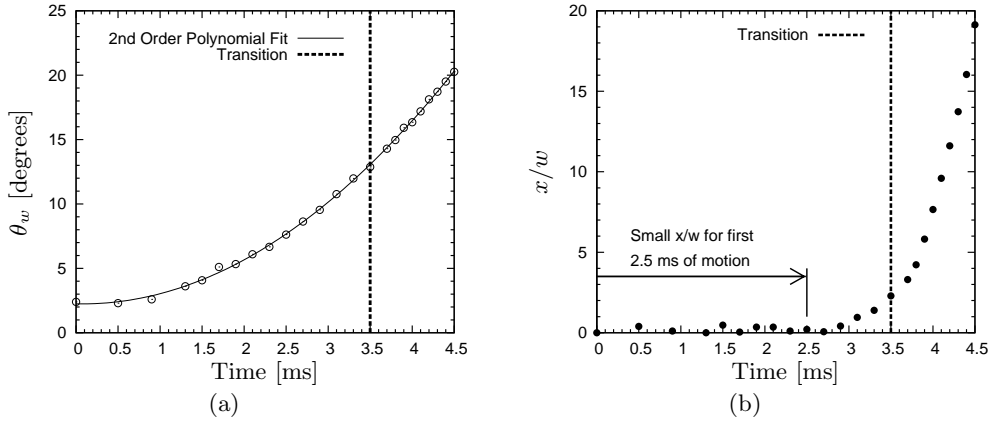 25
20
15
10
5
0
0 0.5 1 1.5 2 2.5 3 3.5 4 4.5
θw [degrees]
Time [ms]
2nd Order Polynomial Fit
Transition
(a)
20
15
10
5
0
0 0.5 1 1.5 2 2.5 3 3.5 4 4.5
x/w
Time [ms]
Transition
Small x/w for first
2.5 ms of motion
(b)